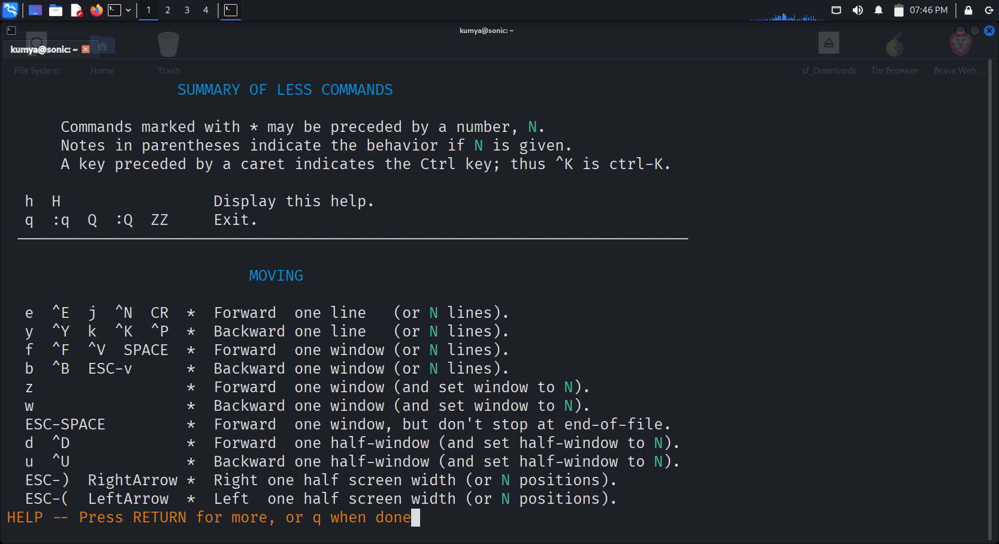 1 2 3 4 07:46 PM
kumya@sonic: ~
kumya@sonic: ~
File System Home Trash sf_Downloads Tor Browser Brave Web ...
SUMMARY OF LESS COMMANDS
Commands marked with * may be preceded by a number, N.
Notes in parentheses indicate the behavior if N is given.
A key preceded by a caret indicates the Ctrl key; thus ^K is ctrl-K.
h  H                 Display this help.
q  :q  Q  :Q  ZZ     Exit.
MOVING
e  ^E  j  ^N  CR  *  Forward  one line   (or N lines).
y  ^Y  k  ^K  ^P  *  Backward one line   (or N lines).
f  ^F  ^V  SPACE  *  Forward  one window (or N lines).
b  ^B  ESC-v      *  Backward one window (or N lines).
z                 *  Forward  one window (and set window to N).
w                 *  Backward one window (and set window to N).
ESC-SPACE         *  Forward  one window, but don't stop at end-of-file.
d  ^D             *  Forward  one half-window (and set half-window to N).
u  ^U             *  Backward one half-window (and set half-window to N).
ESC-)  RightArrow *  Right one half screen width (or N positions).
ESC-(  LeftArrow  *  Left  one half screen width (or N positions).
HELP -- Press RETURN for more, or q when done